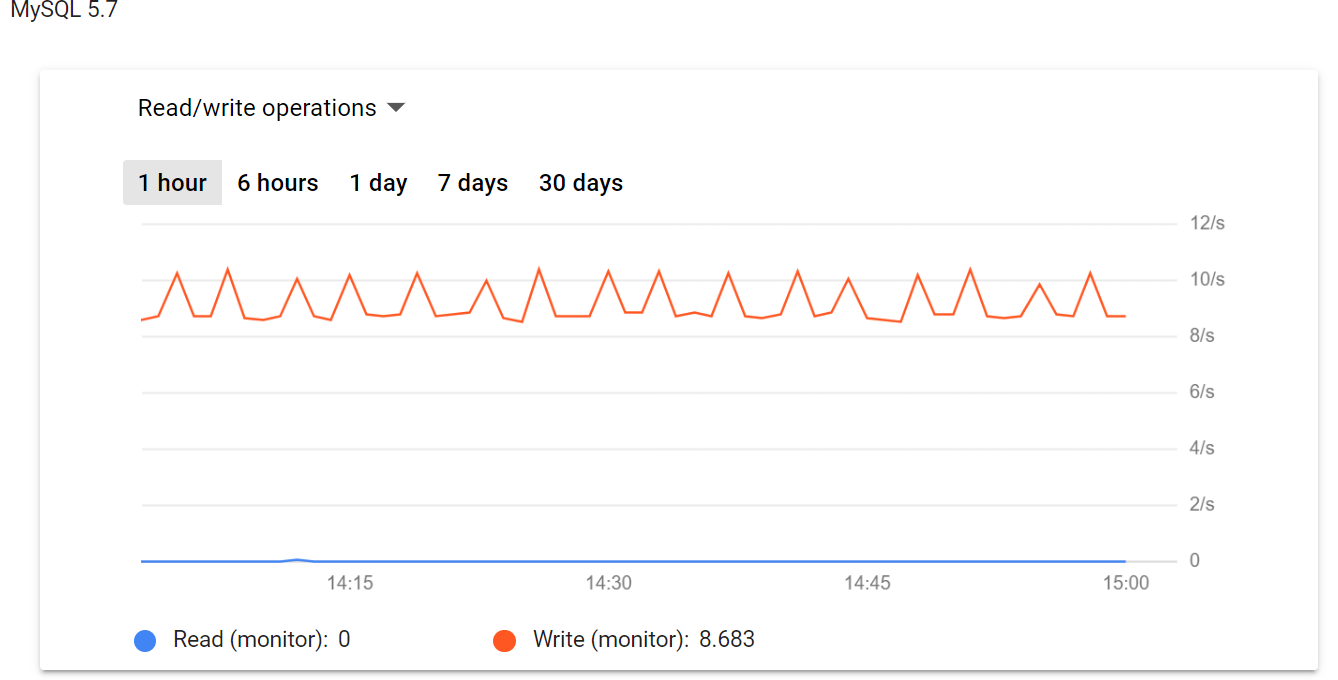 MySQL 5.7
Read/write operations
1 hour 6 hours 1 day 7 days 30 days
12/s
10/s
8/s
6/s
4/s
2/s
0
14:15 14:30 14:45 15:00
Read (monitor): 0 Write (monitor): 8.683